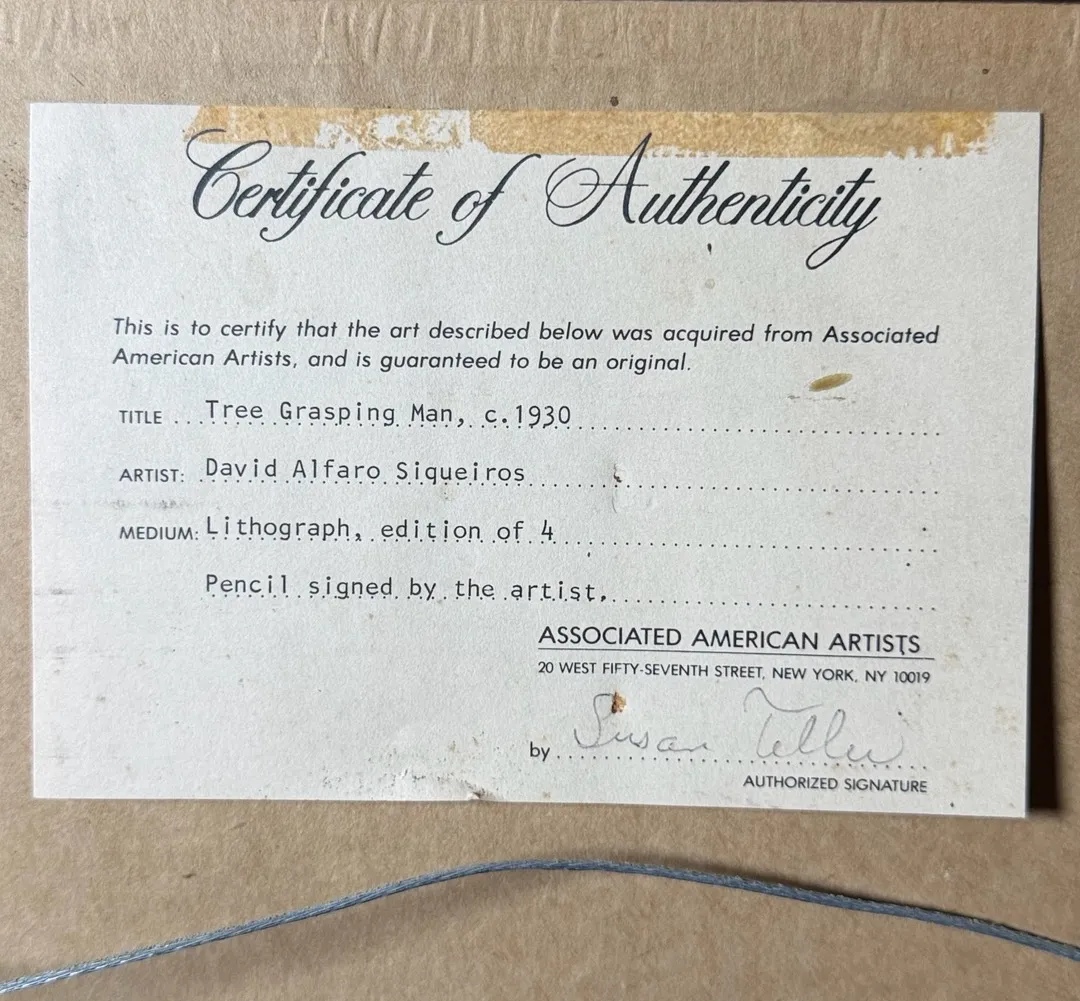 Certificate of Authenticity
This is to certify that the art described below was acquired from Associated
American Artists, and is guaranteed to be an original.
TITLE ... Tree Grasping Man, c.1930
ARTIST: David Alfaro Siqueiros
MEDIUM: Lithograph, edition of 4
Pencil signed by the artist.
ASSOCIATED AMERICAN ARTISTS
20 WEST FIFTY-SEVENTH STREET, NEW YORK, NY 10019
by Susan Teller
AUTHORIZED SIGNATURE